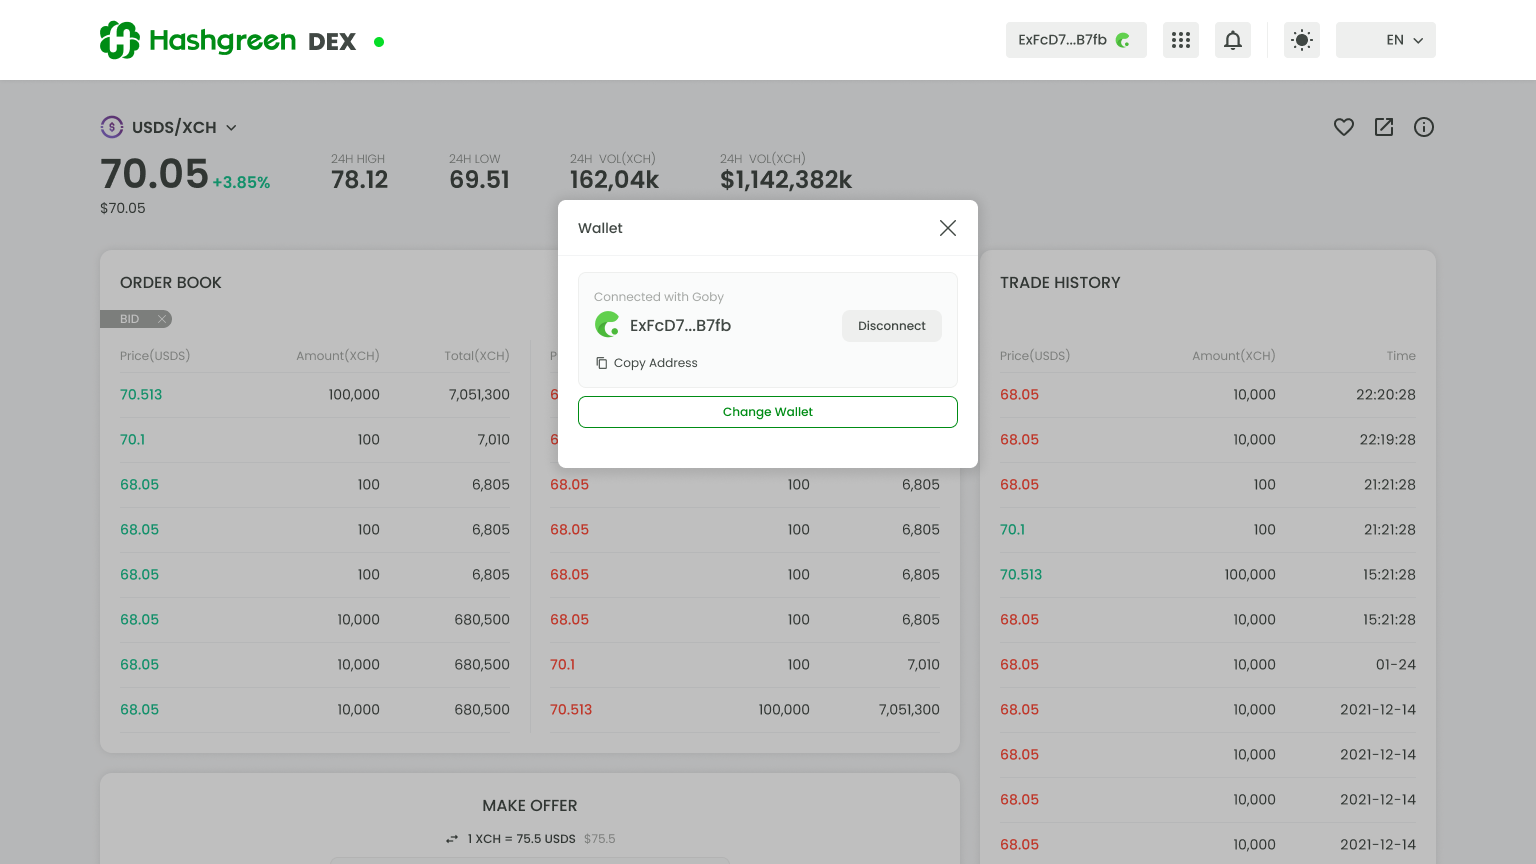 Hashgreen DEX
ExFcD7...B7fb
EN
USDS/XCH
70.05 +3.85%
$70.05
24H HIGH
78.12
24H LOW
69.51
24H VOL(XCH)
162,04k
24H VOL(XCH)
$1,142,382k
Wallet
Connected with Goby
ExFcD7...B7fb
Disconnect
Copy Address
Change Wallet
ORDER BOOK
BID
Price(USDS) Amount(XCH) Total(XCH)
70.513 100,000 7,051,300
70.1 100 7,010
68.05 100 6,805
68.05 100 6,805
68.05 100 6,805
68.05 10,000 680,500
68.05 10,000 680,500
68.05 10,000 680,500
68.05 100 6,805
68.05 100 6,805
68.05 100 6,805
68.05 100 6,805
70.1 100 7,010
70.513 100,000 7,051,300
TRADE HISTORY
Price(USDS) Amount(XCH) Time
68.05 10,000 22:20:28
68.05 10,000 22:19:28
68.05 100 21:21:28
70.1 100 21:21:28
70.513 100,000 15:21:28
68.05 10,000 15:21:28
68.05 10,000 01-24
68.05 10,000 2021-12-14
68.05 10,000 2021-12-14
68.05 10,000 2021-12-14
68.05 10,000 2021-12-14
MAKE OFFER
1 XCH = 75.5 USDS $75.5